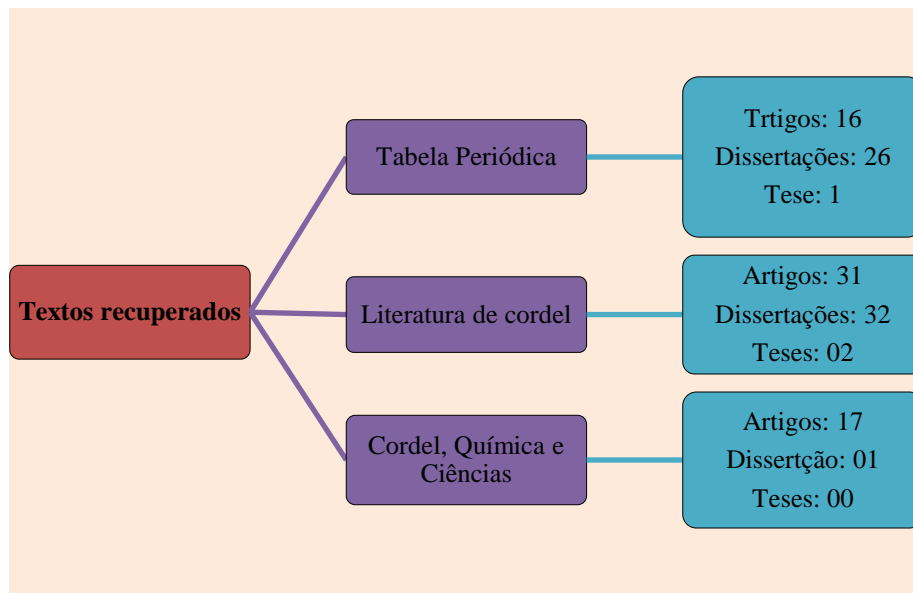 Textos recuperados
Tabela Periódica
Trtigos: 16
Dissertações: 26
Tese: 1
Literatura de cordel
Artigos: 31
Dissertações: 32
Teses: 02
Cordel, Química e
Ciências
Artigos: 17
Dissertção: 01
Teses: 00